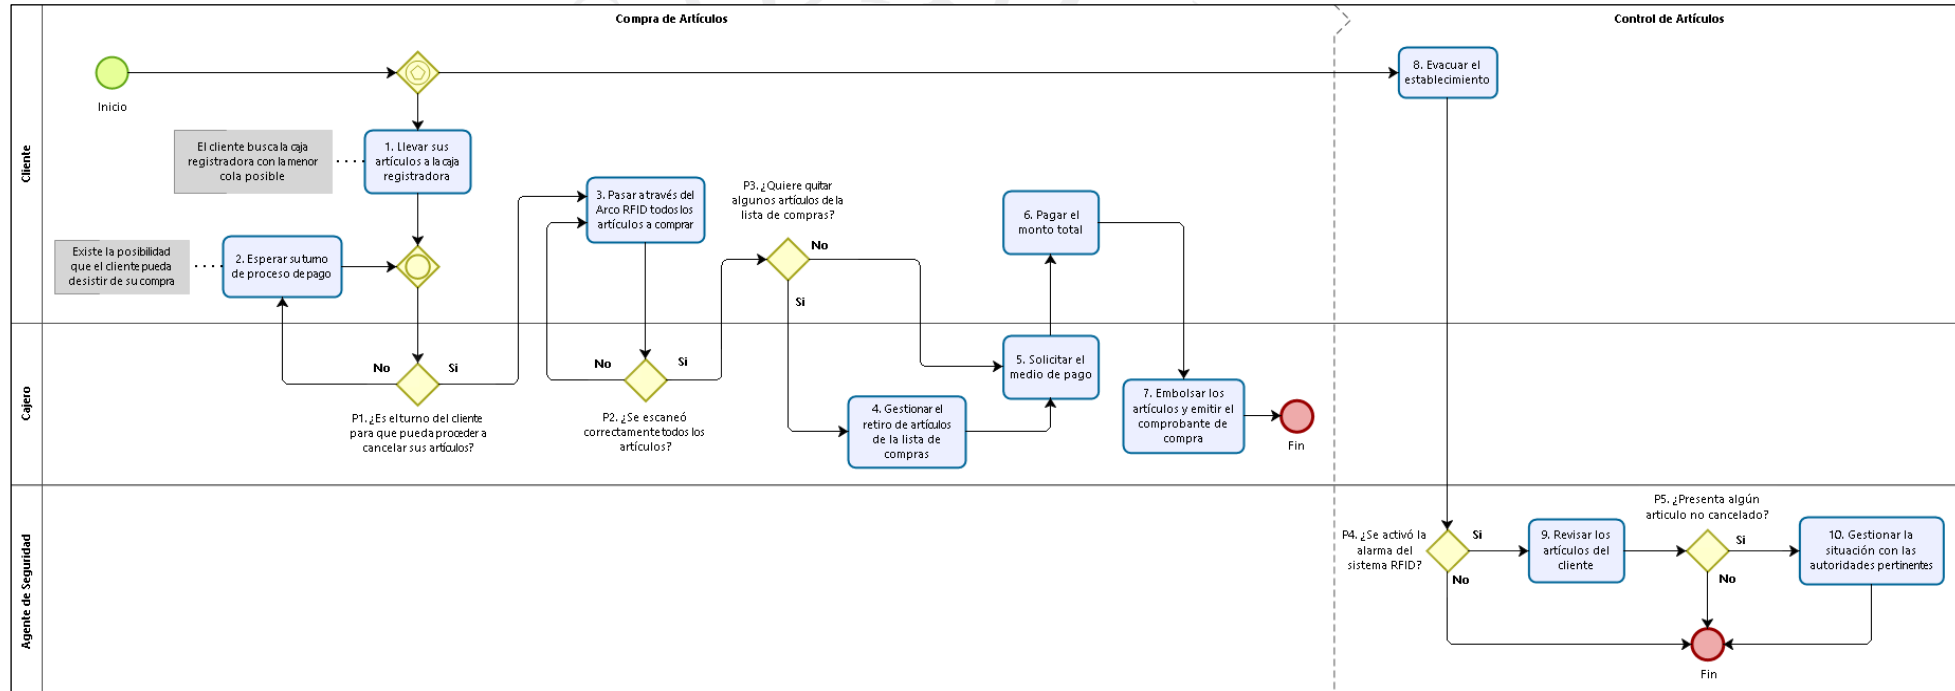 Compra de Artículos
Control de Artículos
Cliente
Cajero
Agente de Seguridad
Inicio
El cliente busca la caja
registradora con la menor
cola posible
1. Llevar sus
artículos a la caja
registradora
Existe la posibilidad
que el cliente pueda
desistir de su compra
2. Esperar su turno
de proceso de pago
No
Si
P1. ¿Es el turno del cliente
para que pueda proceder a
cancelar sus artículos?
3. Pasar a través del
Arco RFID todos los
artículos a comprar
No
Si
P2. ¿Se escaneó
correctamente todos los
artículos?
P3. ¿Quiere quitar
algunos artículos de la
lista de compras?
No
Si
4. Gestionar el
retiro de artículos
de la lista de
compras
5. Solicitar el
medio de pago
6. Pagar el
monto total
7. Embolsar los
artículos y emitir el
comprobante de
compra
Fin
8. Evacuar el
establecimiento
P4. ¿Se activó la
alarma del
sistema RFID?
Si
No
9. Revisar los
artículos del
cliente
P5. ¿Presenta algún
articulo no cancelado?
Si
No
10. Gestionar la
situación con las
autoridades pertinentes
Fin